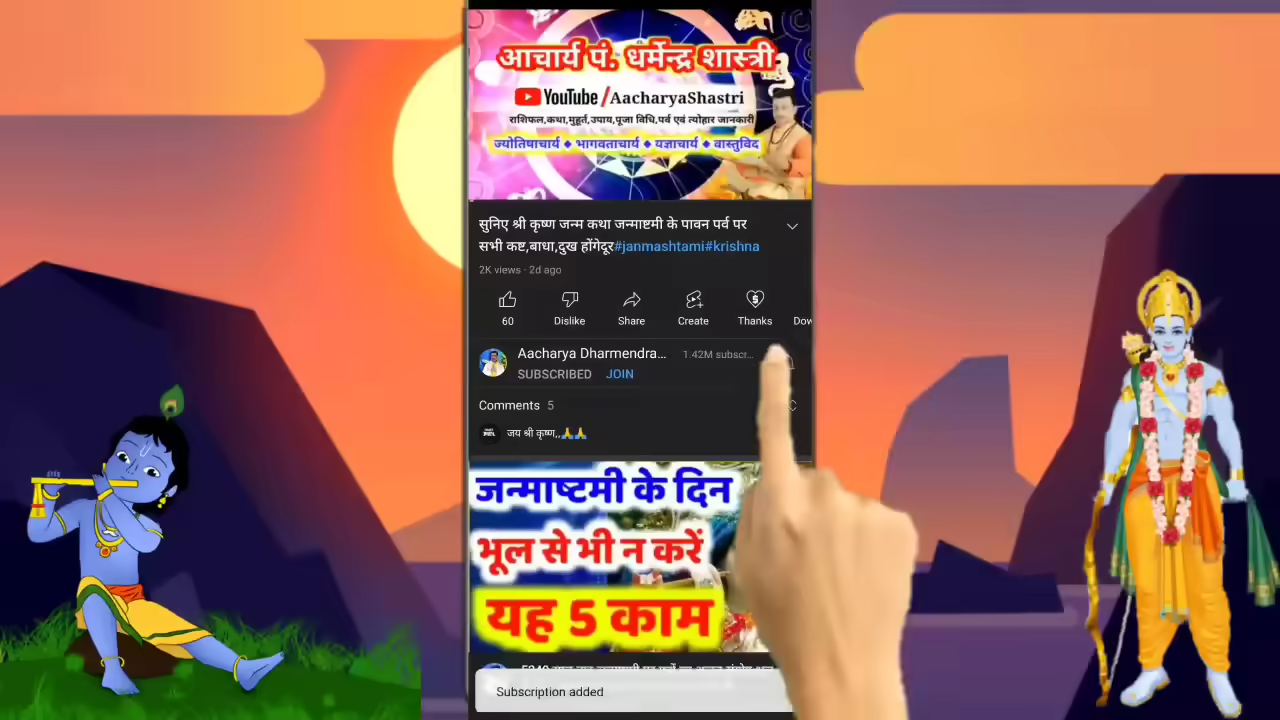 आचार्य पं. धर्मेन्द्र शास्त्री
YouTube/AacharyaShastri
राशिफल,कथा,मुहूर्त,उपाय,पूजा विधि,पर्व एवं त्योहार जानकारी
ज्योतिषाचार्य ◆ भागवताचार्य ◆ यज्ञाचार्य ◆ वास्तुविद
सुनिए श्री कृष्ण जन्म कथा जन्माष्टमी के पावन पर्व पर
सभी कष्ट,बाधा,दुख होंगेदूर#janmashtami#krishna
2K views · 2d ago
60 Dislike Share Create Thanks Dow
Aacharya Dharmendra... 1.42M subscr...
SUBSCRIBED JOIN
Comments 5
जय श्री कृष्ण,,🙏🙏
जन्माष्टमी के दिन
भूल से भी न करें
यह 5 काम
Subscription added